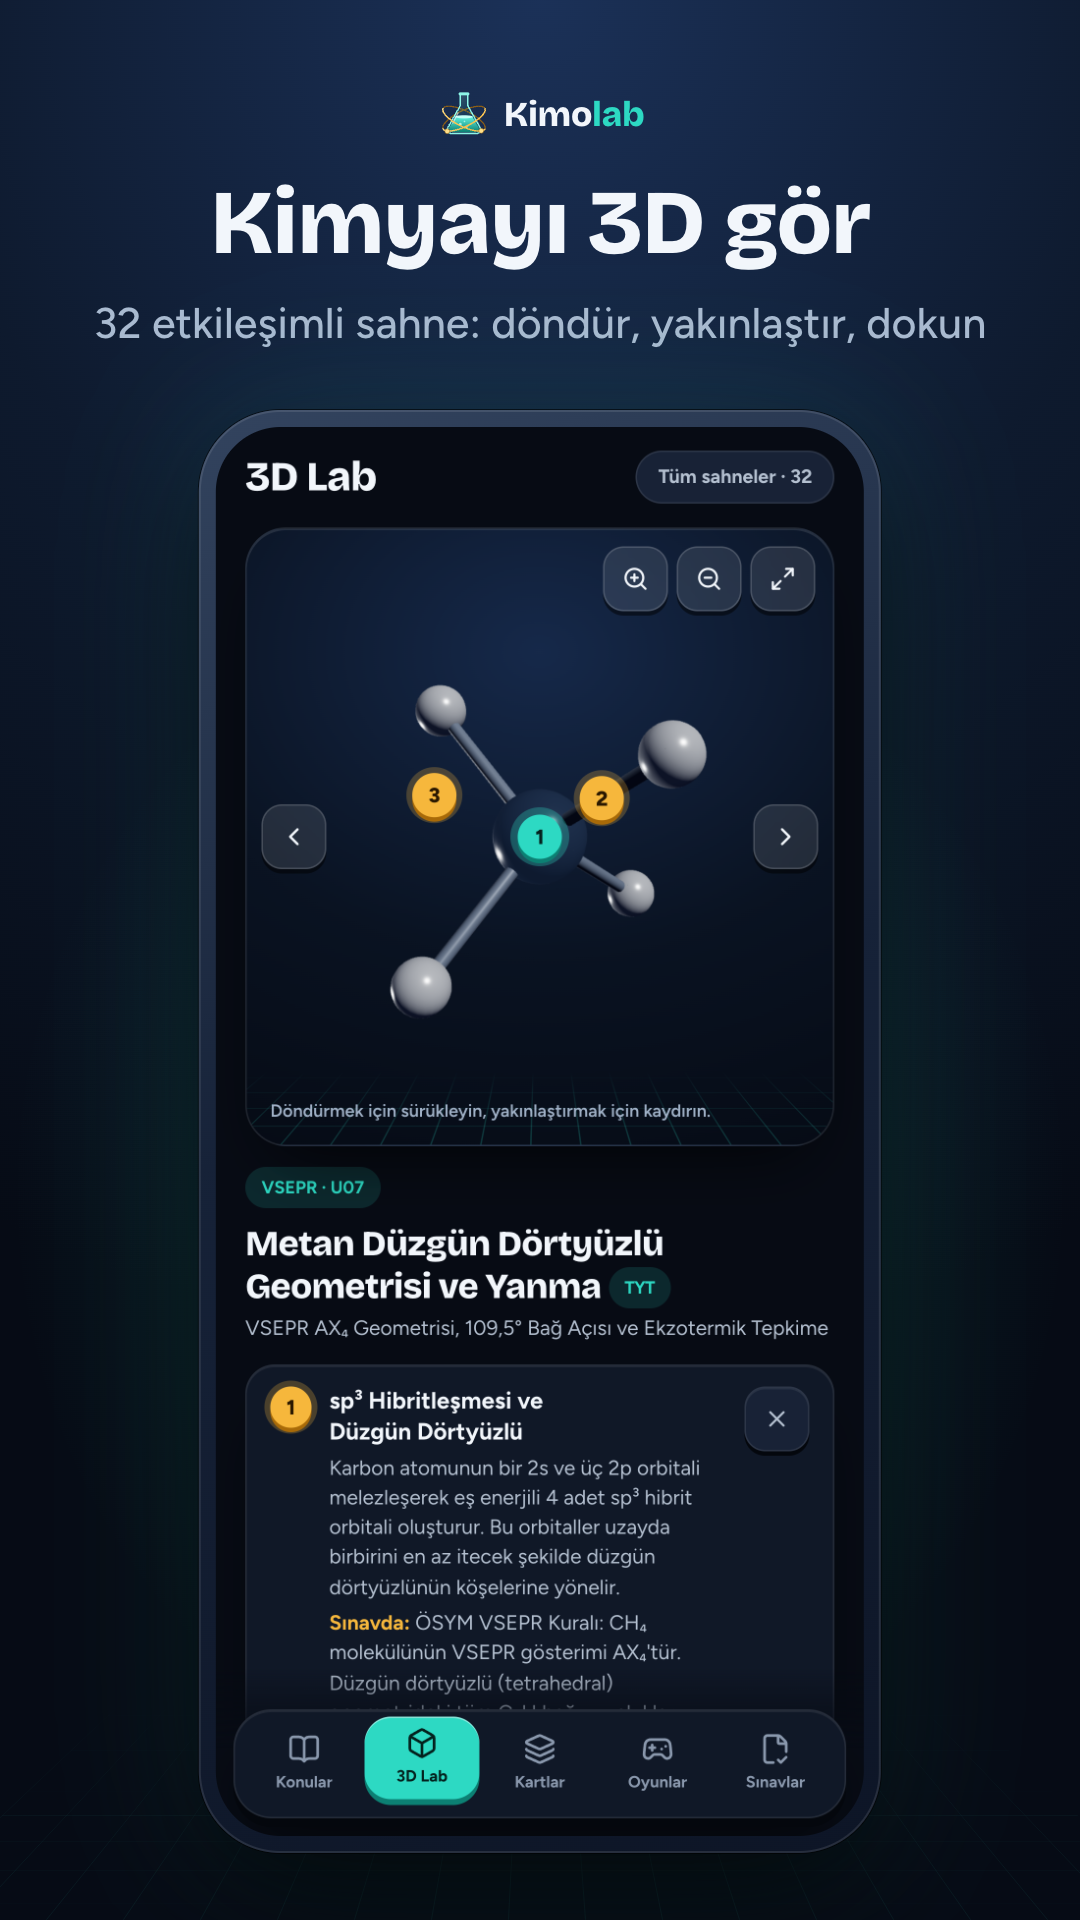 Kimolab
Kimyayı 3D gör
32 etkileşimli sahne: döndür, yakınlaştır, dokun
3D Lab
Tüm sahneler · 32
3
2
1
Döndürmek için sürükleyin, yakınlaştırmak için kaydırın.
VSEPR · U07
Metan Düzgün Dörtyüzlü
Geometrisi ve Yanma TYT
VSEPR AX₄ Geometrisi, 109,5° Bağ Açısı ve Ekzotermik Tepkime
1
sp³ Hibritleşmesi ve
Düzgün Dörtyüzlü
Karbon atomunun bir 2s ve üç 2p orbitali
melezleşerek eş enerjili 4 adet sp³ hibrit
orbitali oluşturur. Bu orbitaller uzayda
birbirini en az itecek şekilde düzgün
dörtyüzlünün köşelerine yönelir.
Sınavda: ÖSYM VSEPR Kuralı: CH₄
molekülünün VSEPR gösterimi AX₄'tür.
Düzgün dörtyüzlü (tetrahedral)
Konular
3D Lab
Kartlar
Oyunlar
Sınavlar